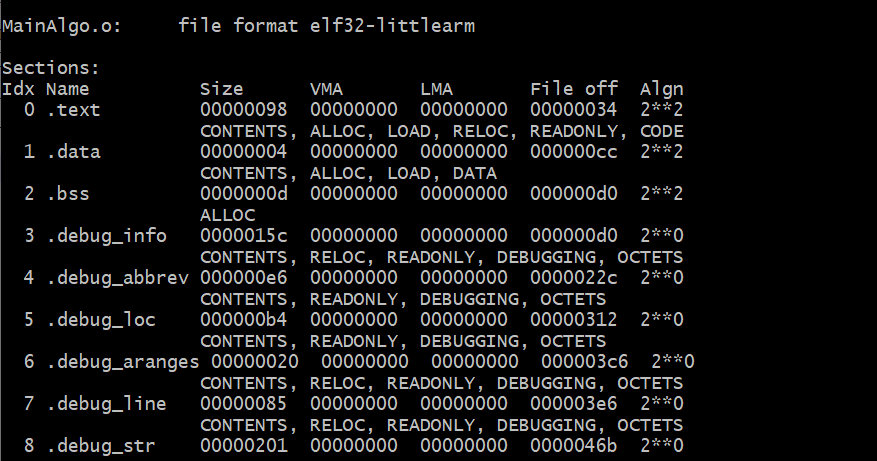 MainAlgo.o:     file format elf32-littlearm
Sections:
Idx Name          Size      VMA       LMA       File off  Algn
  0 .text         00000098  00000000  00000000  00000034  2**2
                  CONTENTS, ALLOC, LOAD, RELOC, READONLY, CODE
  1 .data         00000004  00000000  00000000  000000cc  2**2
                  CONTENTS, ALLOC, LOAD, DATA
  2 .bss          0000000d  00000000  00000000  000000d0  2**2
                  ALLOC
  3 .debug_info   0000015c  00000000  00000000  000000d0  2**0
                  CONTENTS, RELOC, READONLY, DEBUGGING, OCTETS
  4 .debug_abbrev 000000e6  00000000  00000000  0000022c  2**0
                  CONTENTS, READONLY, DEBUGGING, OCTETS
  5 .debug_loc    000000b4  00000000  00000000  00000312  2**0
                  CONTENTS, READONLY, DEBUGGING, OCTETS
  6 .debug_aranges 00000020  00000000  00000000  000003c6  2**0
                  CONTENTS, RELOC, READONLY, DEBUGGING, OCTETS
  7 .debug_line   00000085  00000000  00000000  000003e6  2**0
                  CONTENTS, RELOC, READONLY, DEBUGGING, OCTETS
  8 .debug_str    00000201  00000000  00000000  0000046b  2**0